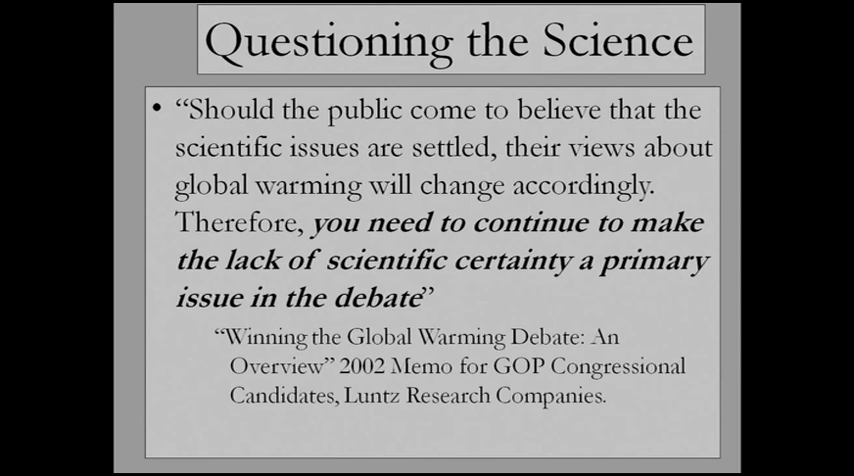 Questioning the Science
• “Should the public come to believe that the
scientific issues are settled, their views about
global warming will change accordingly.
Therefore, you need to continue to make
the lack of scientific certainty a primary
issue in the debate”
“Winning the Global Warming Debate: An
Overview” 2002 Memo for GOP Congressional
Candidates, Luntz Research Companies.